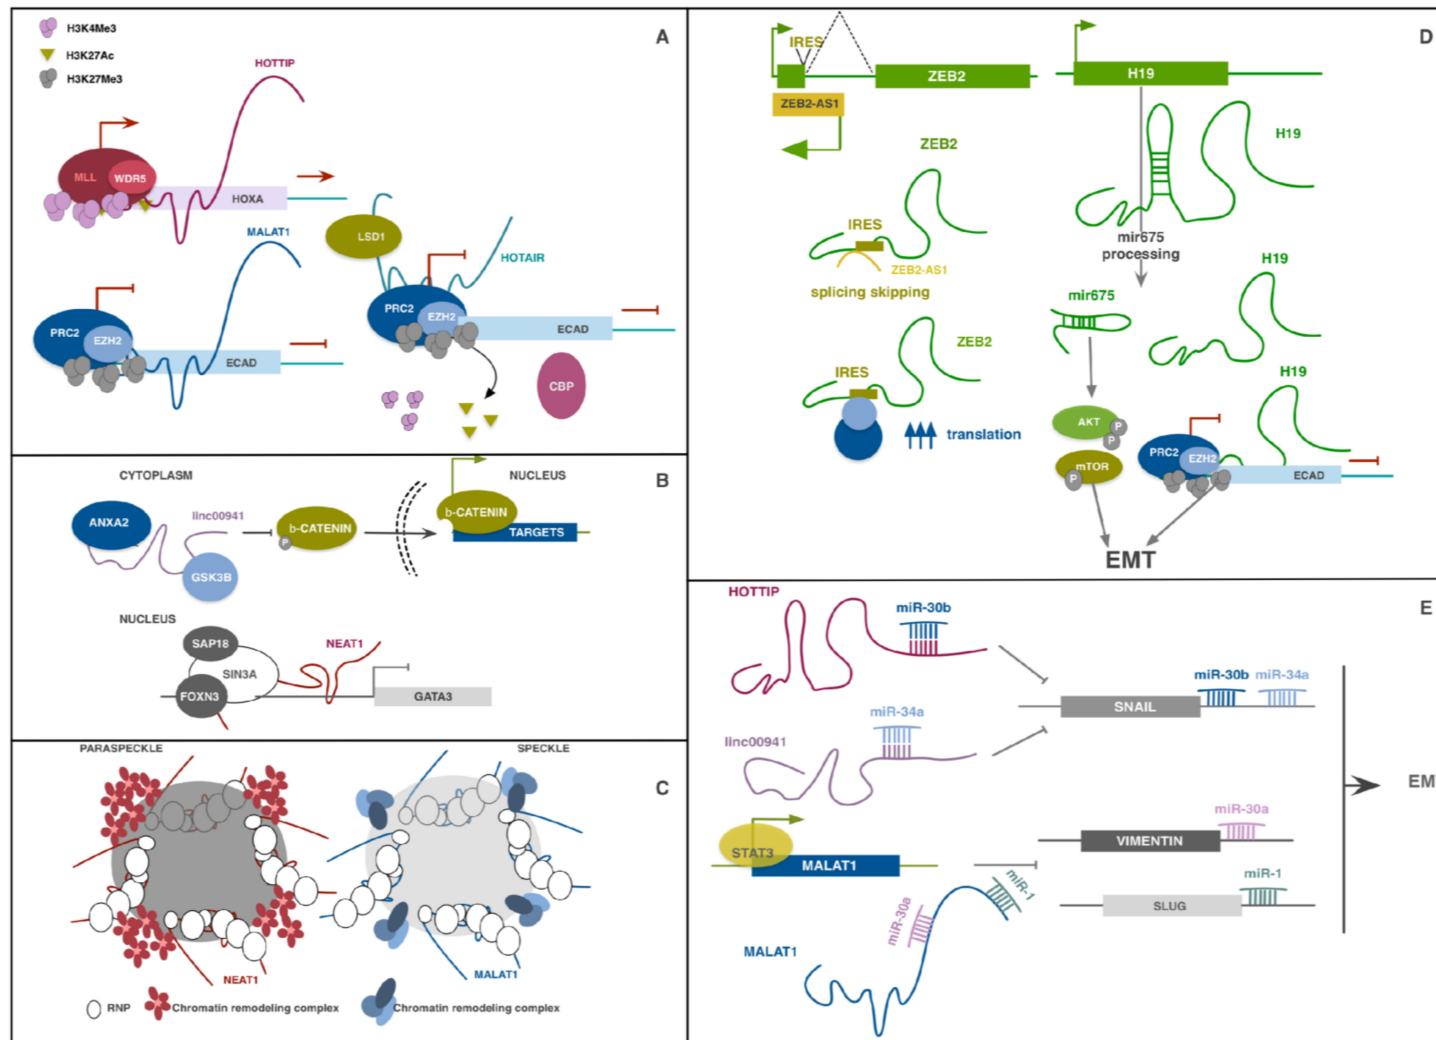 A
H3K4Me3
H3K27Ac
H3K27Me3
HOTTIP
MLL
WDR5
HOXA
MALAT1
PRC2
EZH2
ECAD
LSD1
HOTAIR
PRC2
EZH2
ECAD
CBP
B
CYTOPLASM
NUCLEUS
ANXA2
linc00941
GSK3B
b-CATENIN
P
b-CATENIN
TARGETS
NUCLEUS
SAP18
SIN3A
FOXN3
NEAT1
GATA3
C
PARASPECKLE
SPECKLE
NEAT1
MALAT1
RNP
Chromatin remodeling complex
Chromatin remodeling complex
D
IRES
ZEB2
ZEB2-AS1
ZEB2
IRES
ZEB2-AS1
splicing skipping
ZEB2
IRES
translation
H19
H19
mir675
processing
H19
mir675
H19
AKT
P
P
mTOR
P
PRC2
EZH2
ECAD
EMT
E
HOTTIP
miR-30b
miR-34a
linc00941
STAT3
MALAT1
miR-1
miR-30a
MALAT1
miR-30b
miR-34a
SNAIL
miR-30a
VIMENTIN
miR-1
SLUG
EM